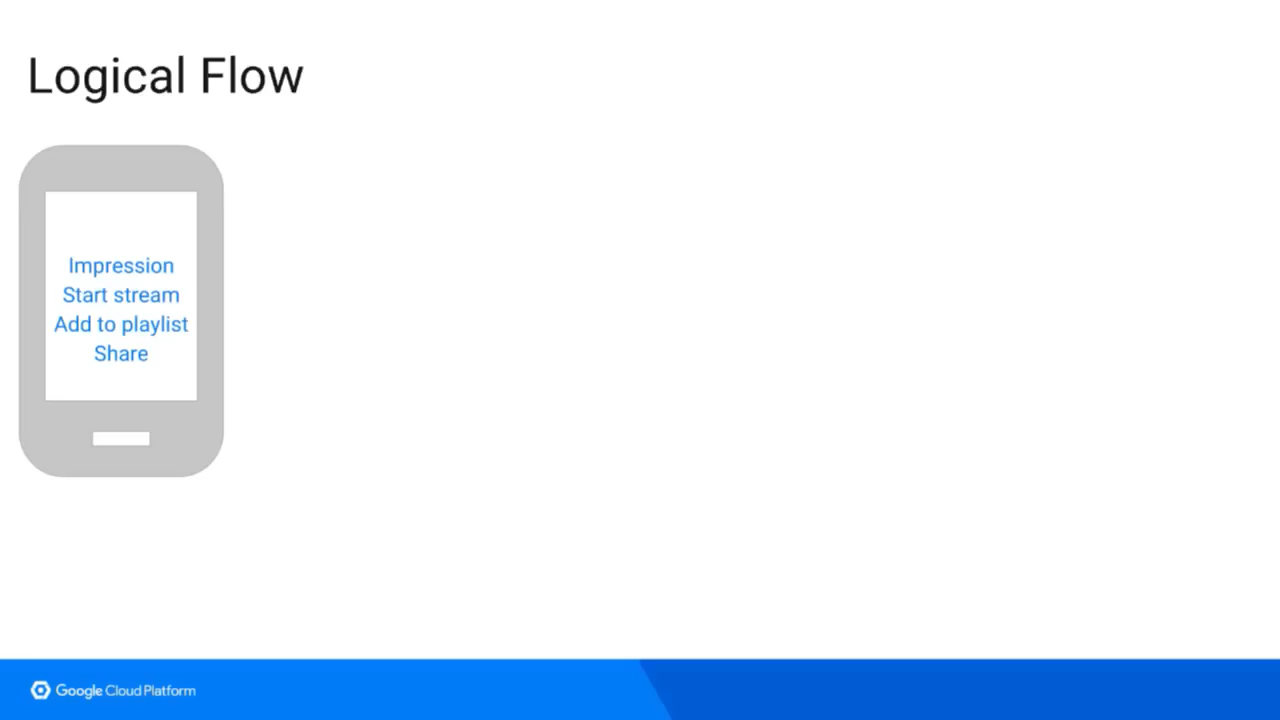 Logical Flow
Impression
Start stream
Add to playlist
Share
Google Cloud Platform